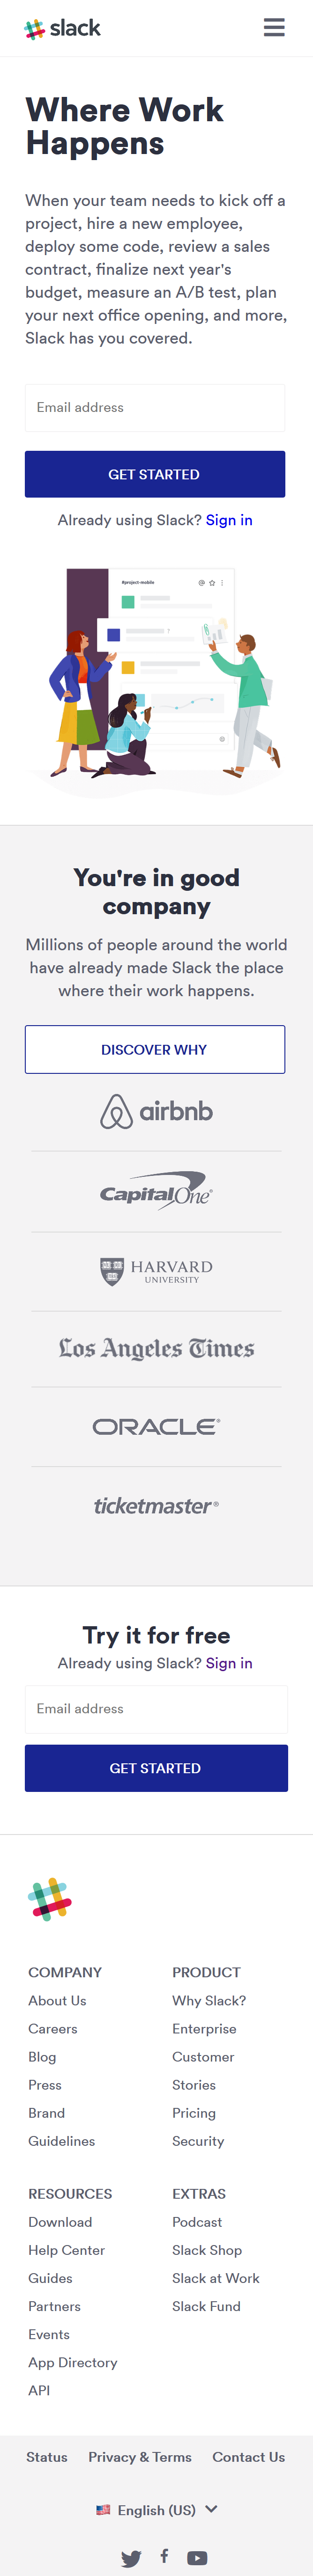 slack
Where Work
Happens
When your team needs to kick off a
project, hire a new employee,
deploy some code, review a sales
contract, finalize next year's
budget, measure an A/B test, plan
your next office opening, and more,
Slack has you covered.
Email address
GET STARTED
Already using Slack? Sign in
#project-mobile
You're in good
company
Millions of people around the world
have already made Slack the place
where their work happens.
DISCOVER WHY
airbnb
Capital One®
HARVARD
UNIVERSITY
Los Angeles Times
ORACLE®
ticketmaster®
Try it for free
Already using Slack? Sign in
Email address
GET STARTED
COMPANY
About Us
Careers
Blog
Press
Brand
Guidelines
PRODUCT
Why Slack?
Enterprise
Customer
Stories
Pricing
Security
RESOURCES
Download
Help Center
Guides
Partners
Events
App Directory
API
EXTRAS
Podcast
Slack Shop
Slack at Work
Slack Fund
Status Privacy & Terms Contact Us
English (US)